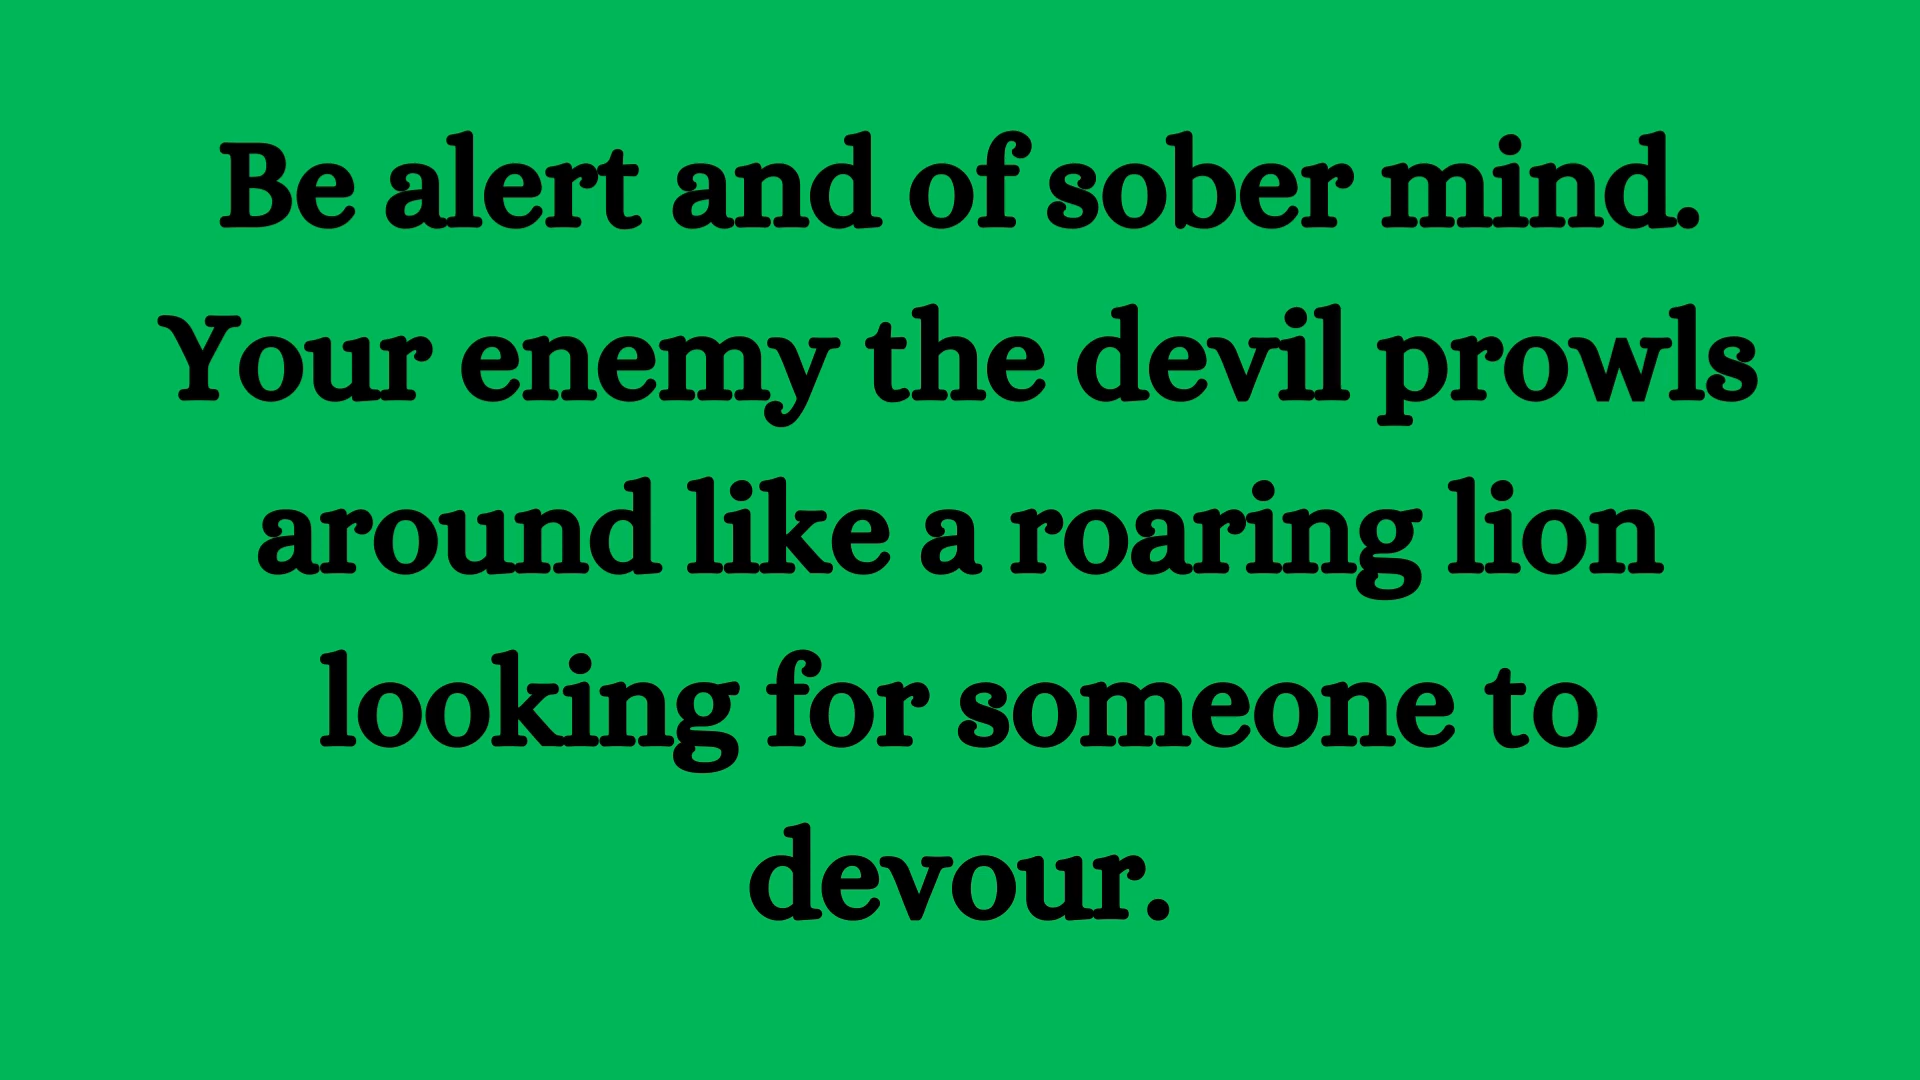 Be alert and of sober mind.
Your enemy the devil prowls
around like a roaring lion
looking for someone to
devour.